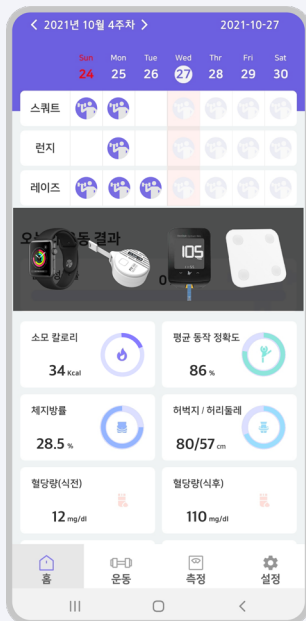 < 2021년 10월 4주차 > 2021-10-27
Sun Mon Tue Wed Thr Fri Sat
24 25 26 27 28 29 30
스쿼트
런지
레이즈
오늘 동 결과
105
0
소모 칼로리 평균 동작 정확도
34 Kcal 86 %
체지방률 허벅지 / 허리둘레
28.5 % 80/57 cm
혈당량(식전) 혈당량(식후)
12 mg/dl 110 mg/dl
홈 운동 측정 설정